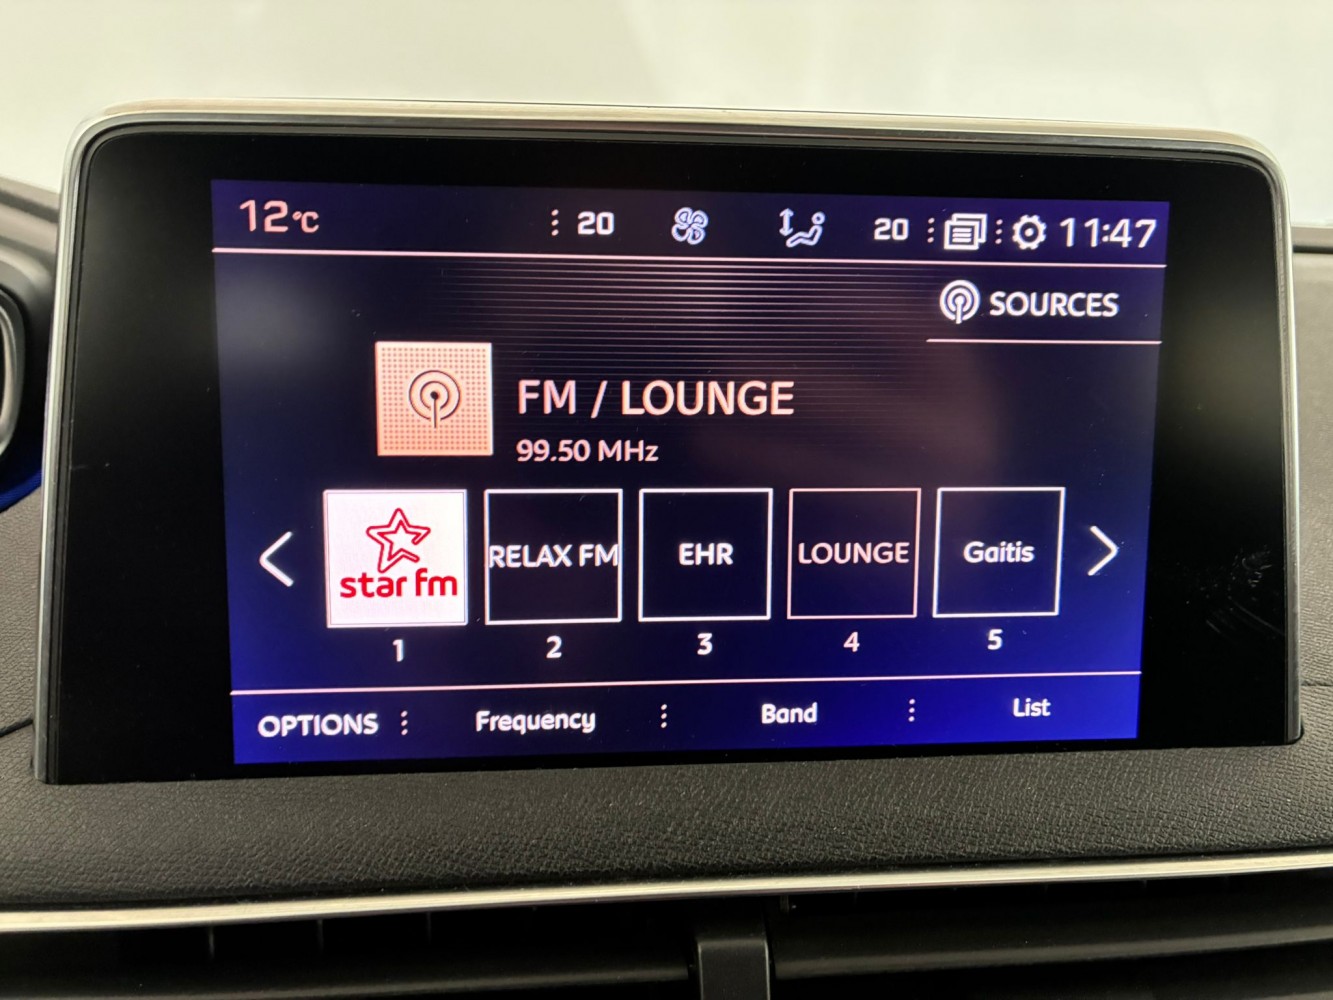 12°C 20 20 11:47
SOURCES
FM / LOUNGE
99.50 MHz
star fm RELAX FM EHR LOUNGE Gaitis
1 2 3 4 5
OPTIONS Frequency Band List